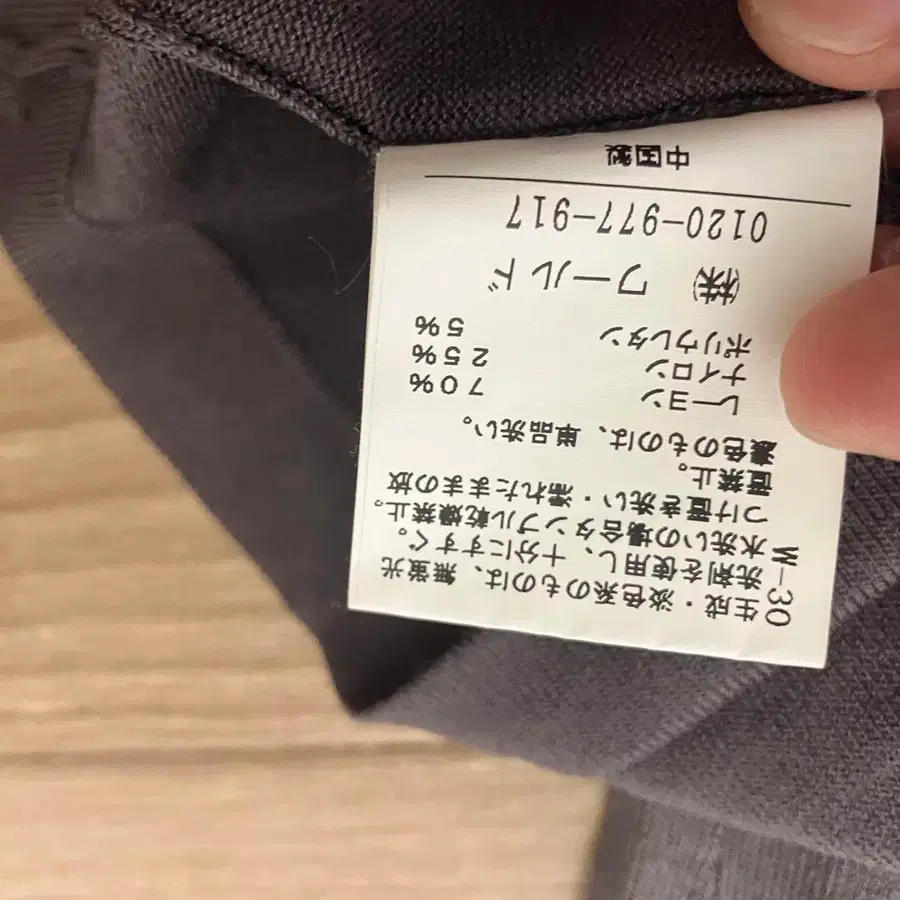 W-30
生成・淡色系のものは、無蛍光
洗剤を使用し、十分にすすぐ。
水洗いの場合タンブル乾燥禁止。
つけ置き洗い・濡れたままの放
置禁止。
濃色のものは、単品洗い。
レーヨン 70%
ナイロン 25%
ポリウレタン 5%
㈱ ワールド
0120-977-917
中国製